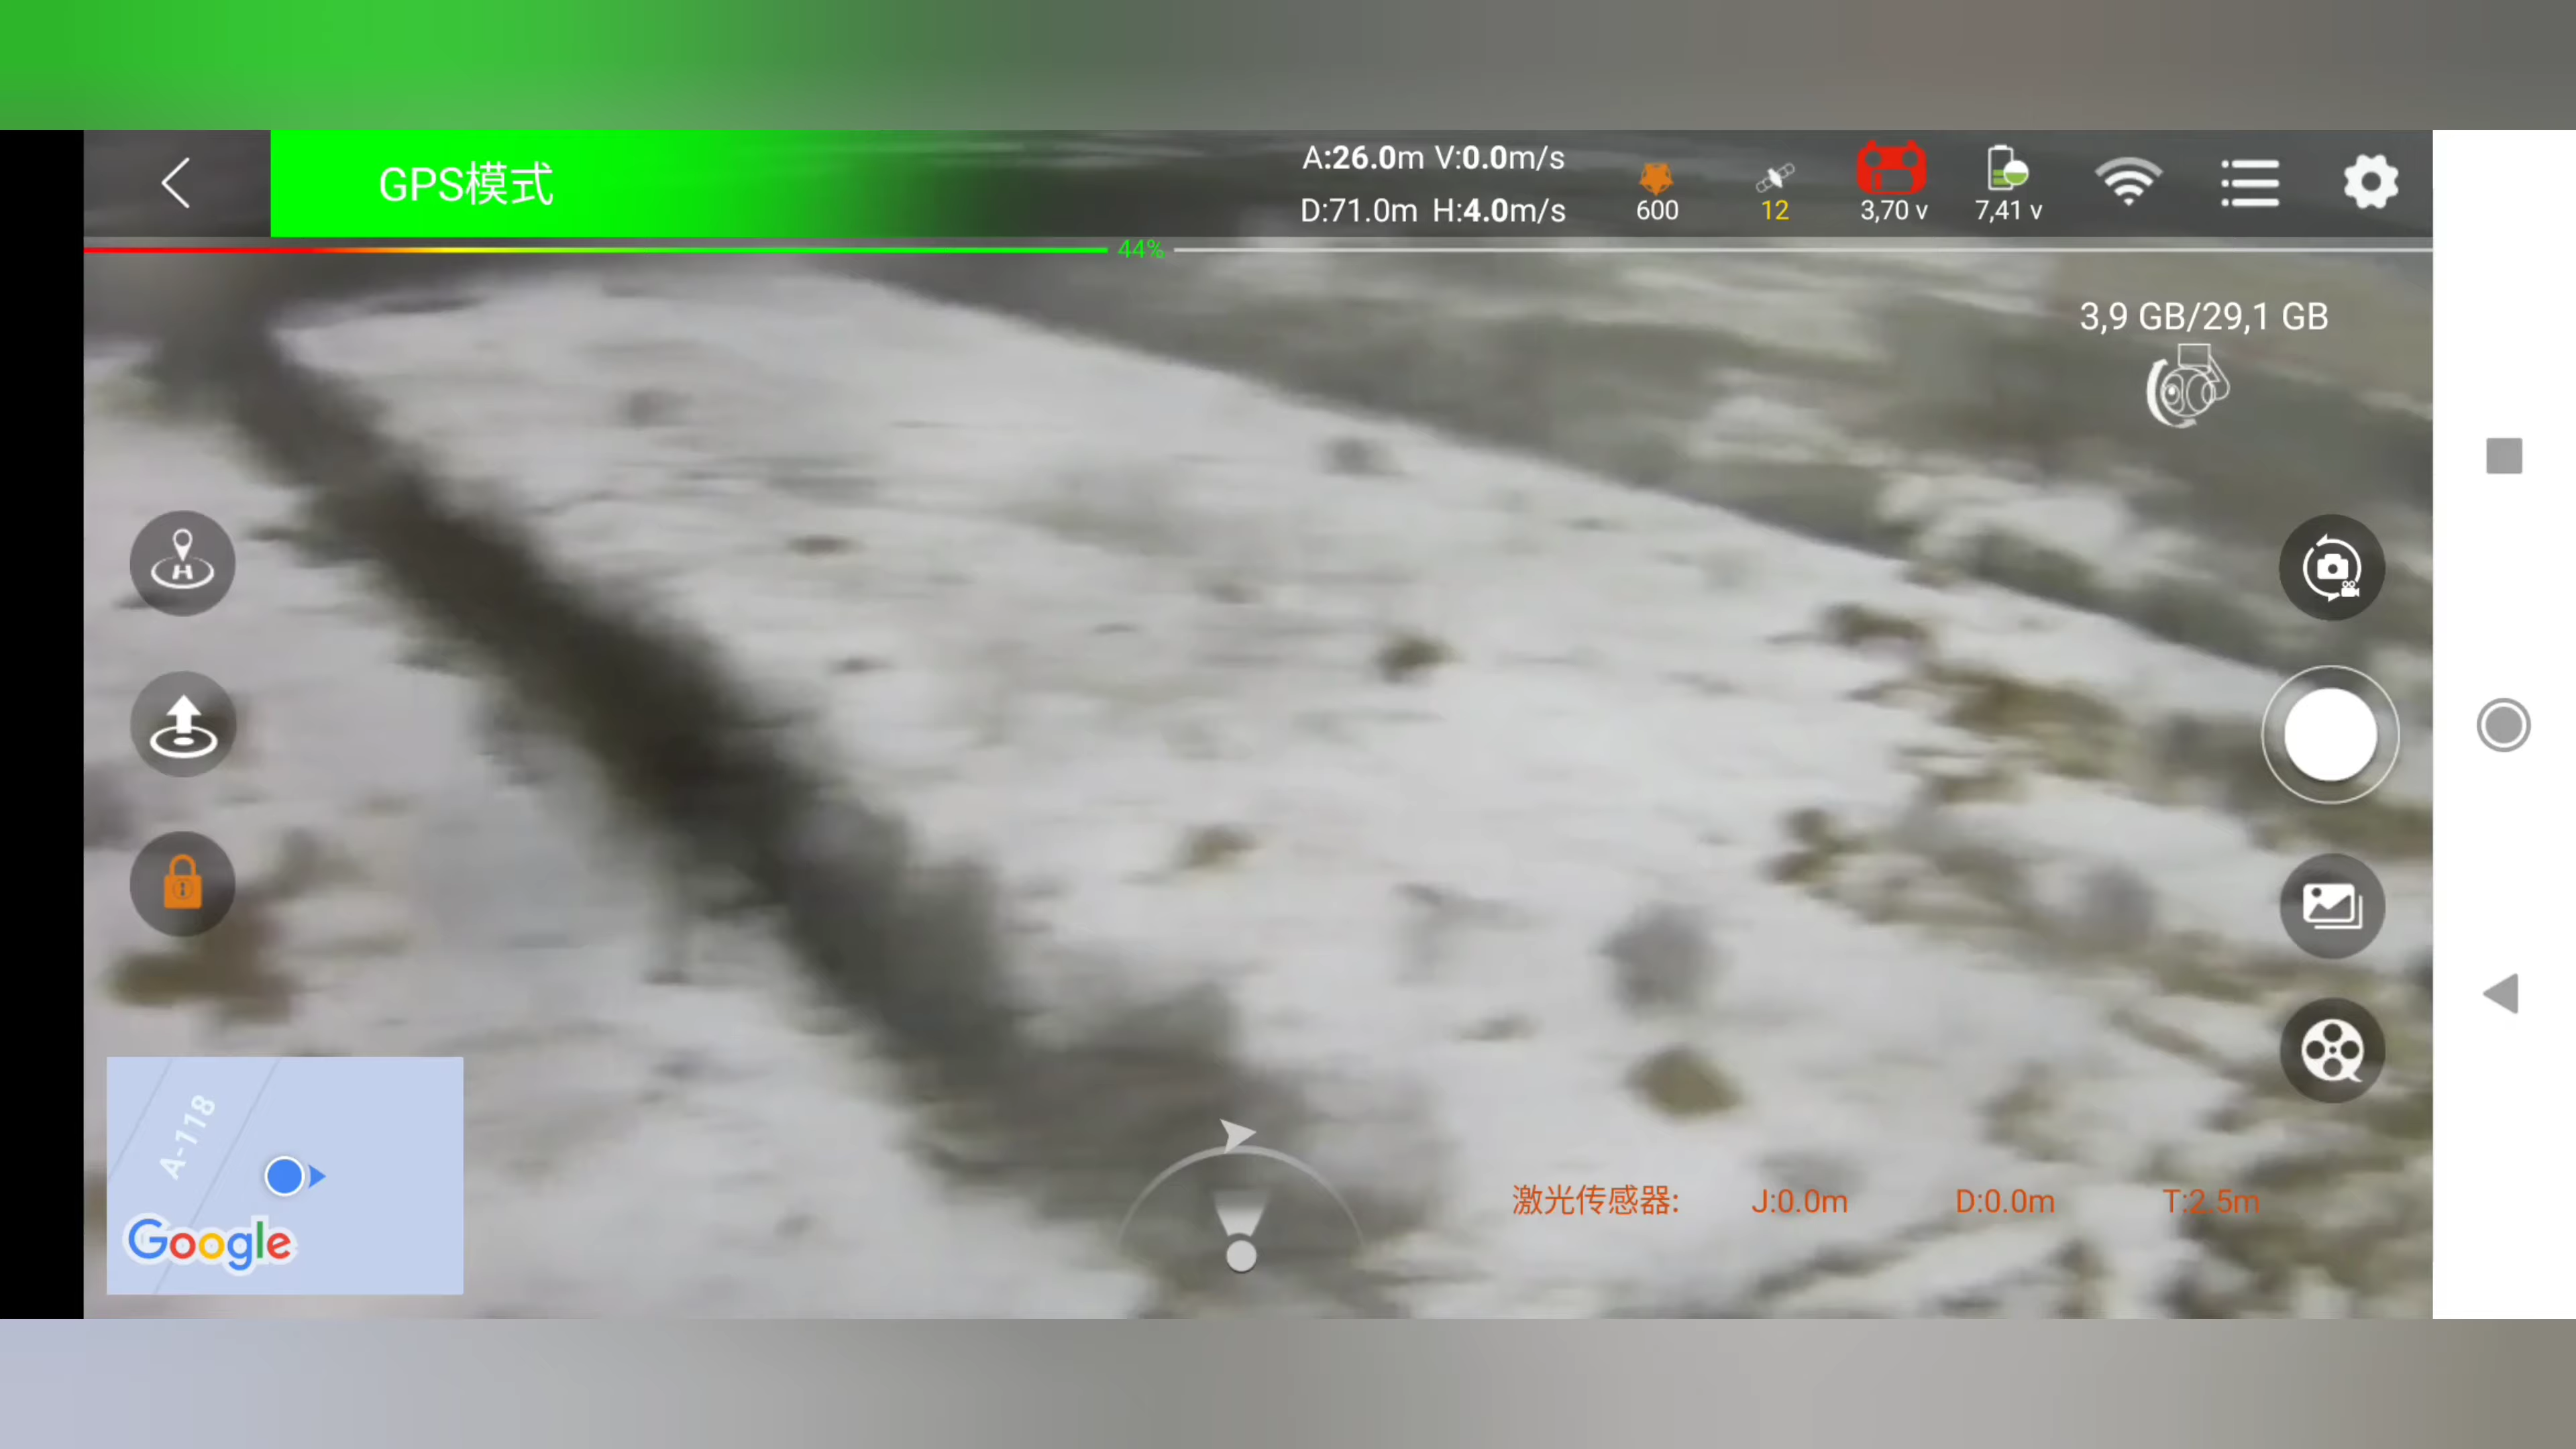 GPS模式
A:26.0m V:0.0m/s
D:71.0m H:4.0m/s
600
12
3,70 v
7,41 v
44%
3,9 GB/29,1 GB
H
A-118
Google
激光传感器: J:0.0m D:0.0m T:2.5m